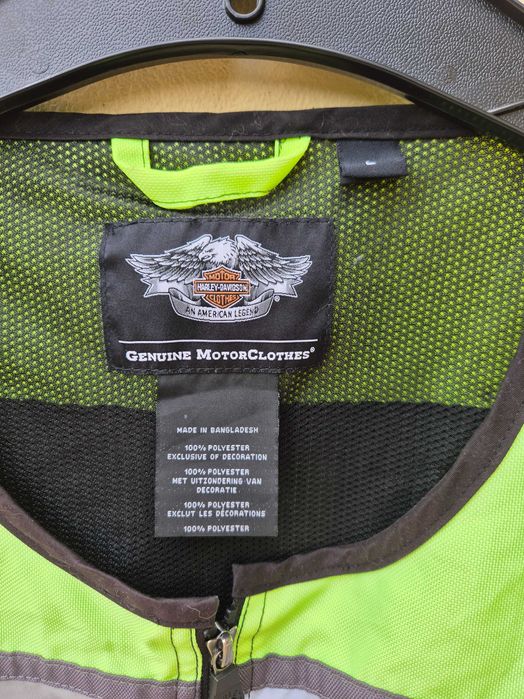 L
MOTOR
HARLEY-DAVIDSON
CLOTHES
AN AMERICAN LEGEND
GENUINE MOTORCLOTHES®
MADE IN BANGLADESH
100% POLYESTER
EXCLUSIVE OF DECORATION
100% POLYESTER
MET UITZONDERING VAN
DECORATIE
100% POLYESTER
EXCLUT LES DÉCORATIONS
100% POLYESTER